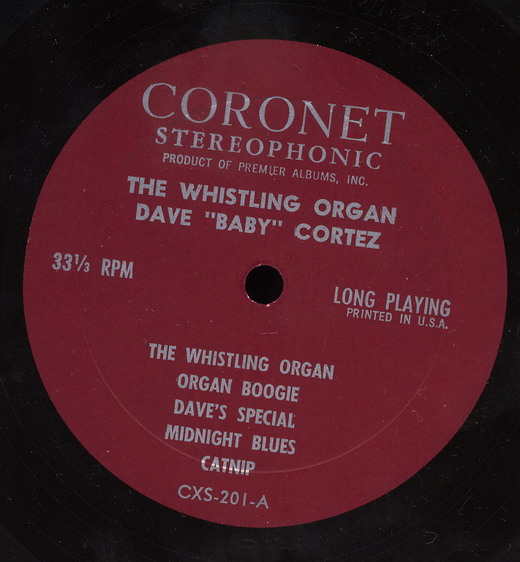 CORONET
STEREOPHONIC
PRODUCT OF PREMIER ALBUMS, INC.
THE WHISTLING ORGAN
DAVE "BABY" CORTEZ
33⅓ RPM
LONG PLAYING
PRINTED IN U.S.A.
THE WHISTLING ORGAN
ORGAN BOOGIE
DAVE'S SPECIAL
MIDNIGHT BLUES
CATNIP
CXS-201-A